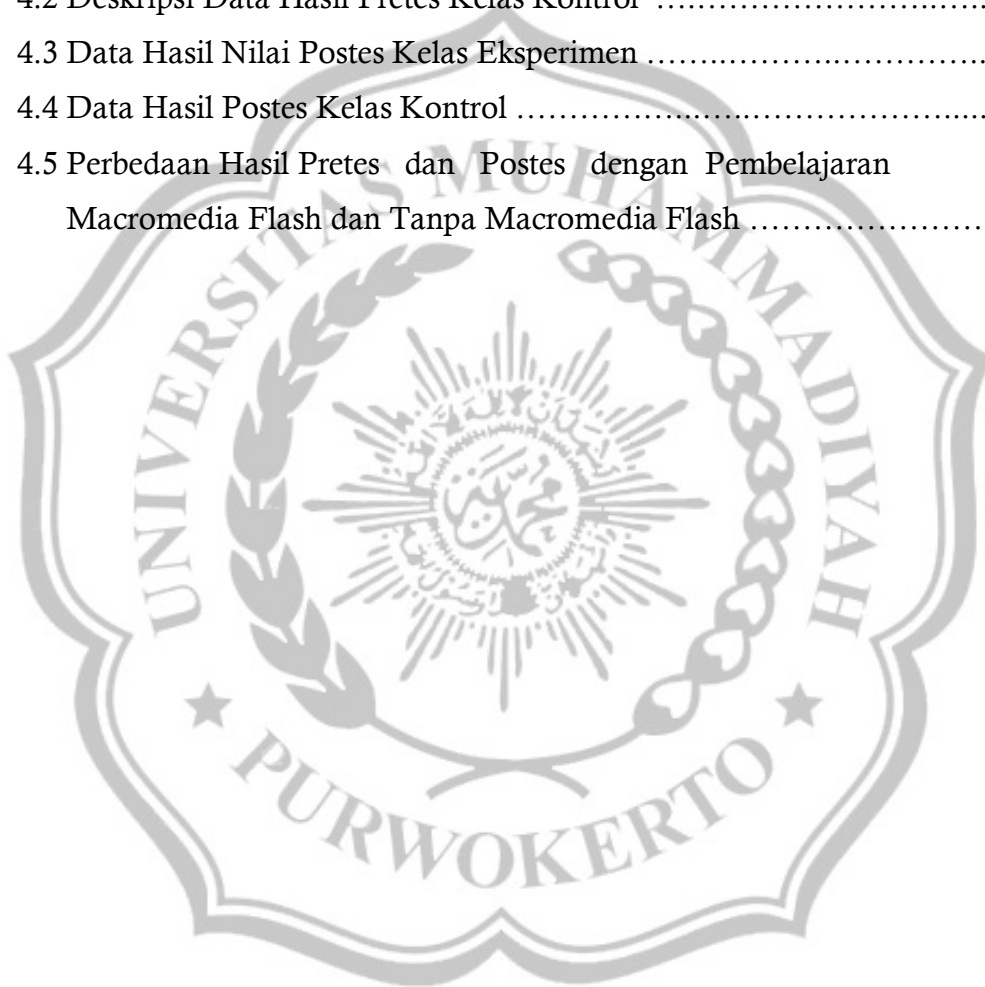 4.2 Deskripsi Data Hasil Pretes Kelas Kontrol ………………………….…...
4.3 Data Hasil Nilai Postes Kelas Eksperimen …….………….…………...
4.4 Data Hasil Postes Kelas Kontrol ……………...…..………………….....
4.5 Perbedaan Hasil Pretes dan Postes dengan Pembelajaran
Macromedia Flash dan Tanpa Macromedia Flash …………………
UNIVERSITAS MUHAMMADIYAH
PURWOKERTO
محمدية